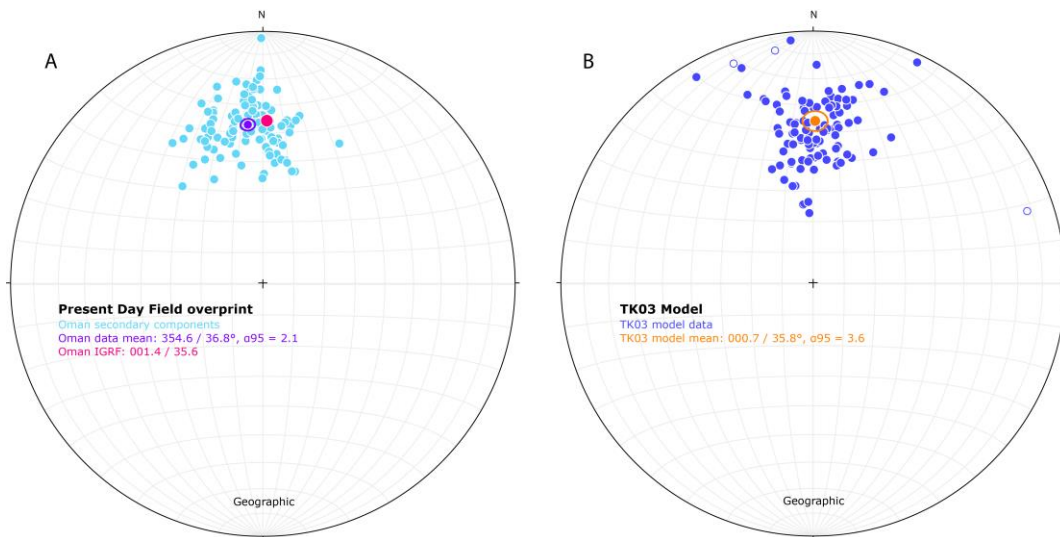 A
N
Present Day Field overprint
Oman secondary components
Oman data mean: 354.6 / 36.8°, α95 = 2.1
Oman IGRF: 001.4 / 35.6
Geographic
B
N
TK03 Model
TK03 model data
TK03 model mean: 000.7 / 35.8°, α95 = 3.6
Geographic